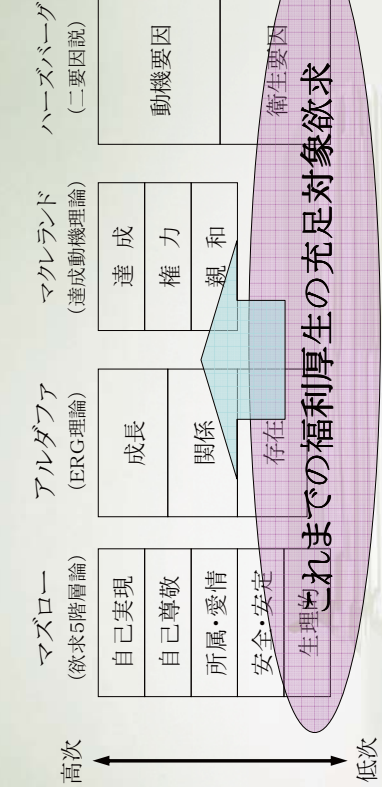 高次
低次
マズロー
(欲求5階層論)
自己実現
自己尊敬
所属・愛情
安全・安定
生理的
アルダファ
(ERG理論)
成長
関係
存在
マクレランド
(達成動機理論)
達 成
権 力
親 和
ハーズバーグ
(二要因説)
動機要因
衛生要因
これまでの福利厚生の充足対象欲求